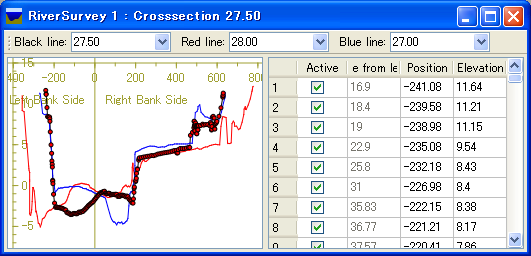 RiverSurvey 1 : Crosssection 27.50
Black line: 27.50 Red line: 28.00 Blue line: 27.00
15
-400 -200 0 200 400 600 800
Left Bank Side Right Bank Side
10
5
0
-5
Active e from le Position Elevation
1 16.9 -241.08 11.64
2 18.4 -239.58 11.21
3 19 -238.98 11.15
4 22.9 -235.08 9.54
5 25.8 -232.18 8.43
6 31 -226.98 8.4
7 35.83 -222.15 8.38
8 36.77 -221.21 8.17
9 37.57 -220.41 7.86